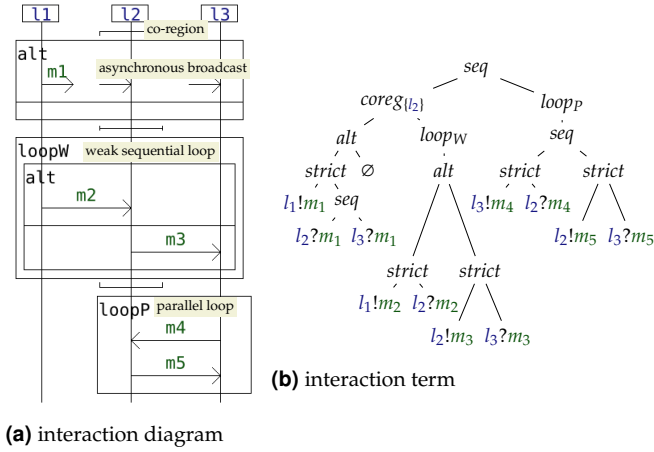 l1 l2 l3
co-region
alt
m1 asynchronous broadcast
loopW weak sequential loop
alt
m2
m3
loopP parallel loop
m4
m5
(a) interaction diagram
seq
coreg{l2} loopP
alt loopW seq
strict ∅ alt strict strict
l1!m1 seq l3!m4 l2?m4
l2?m1 l3?m1 l2!m5 l3?m5
strict strict
l1!m2 l2?m2
l2!m3 l3?m3
(b) interaction term